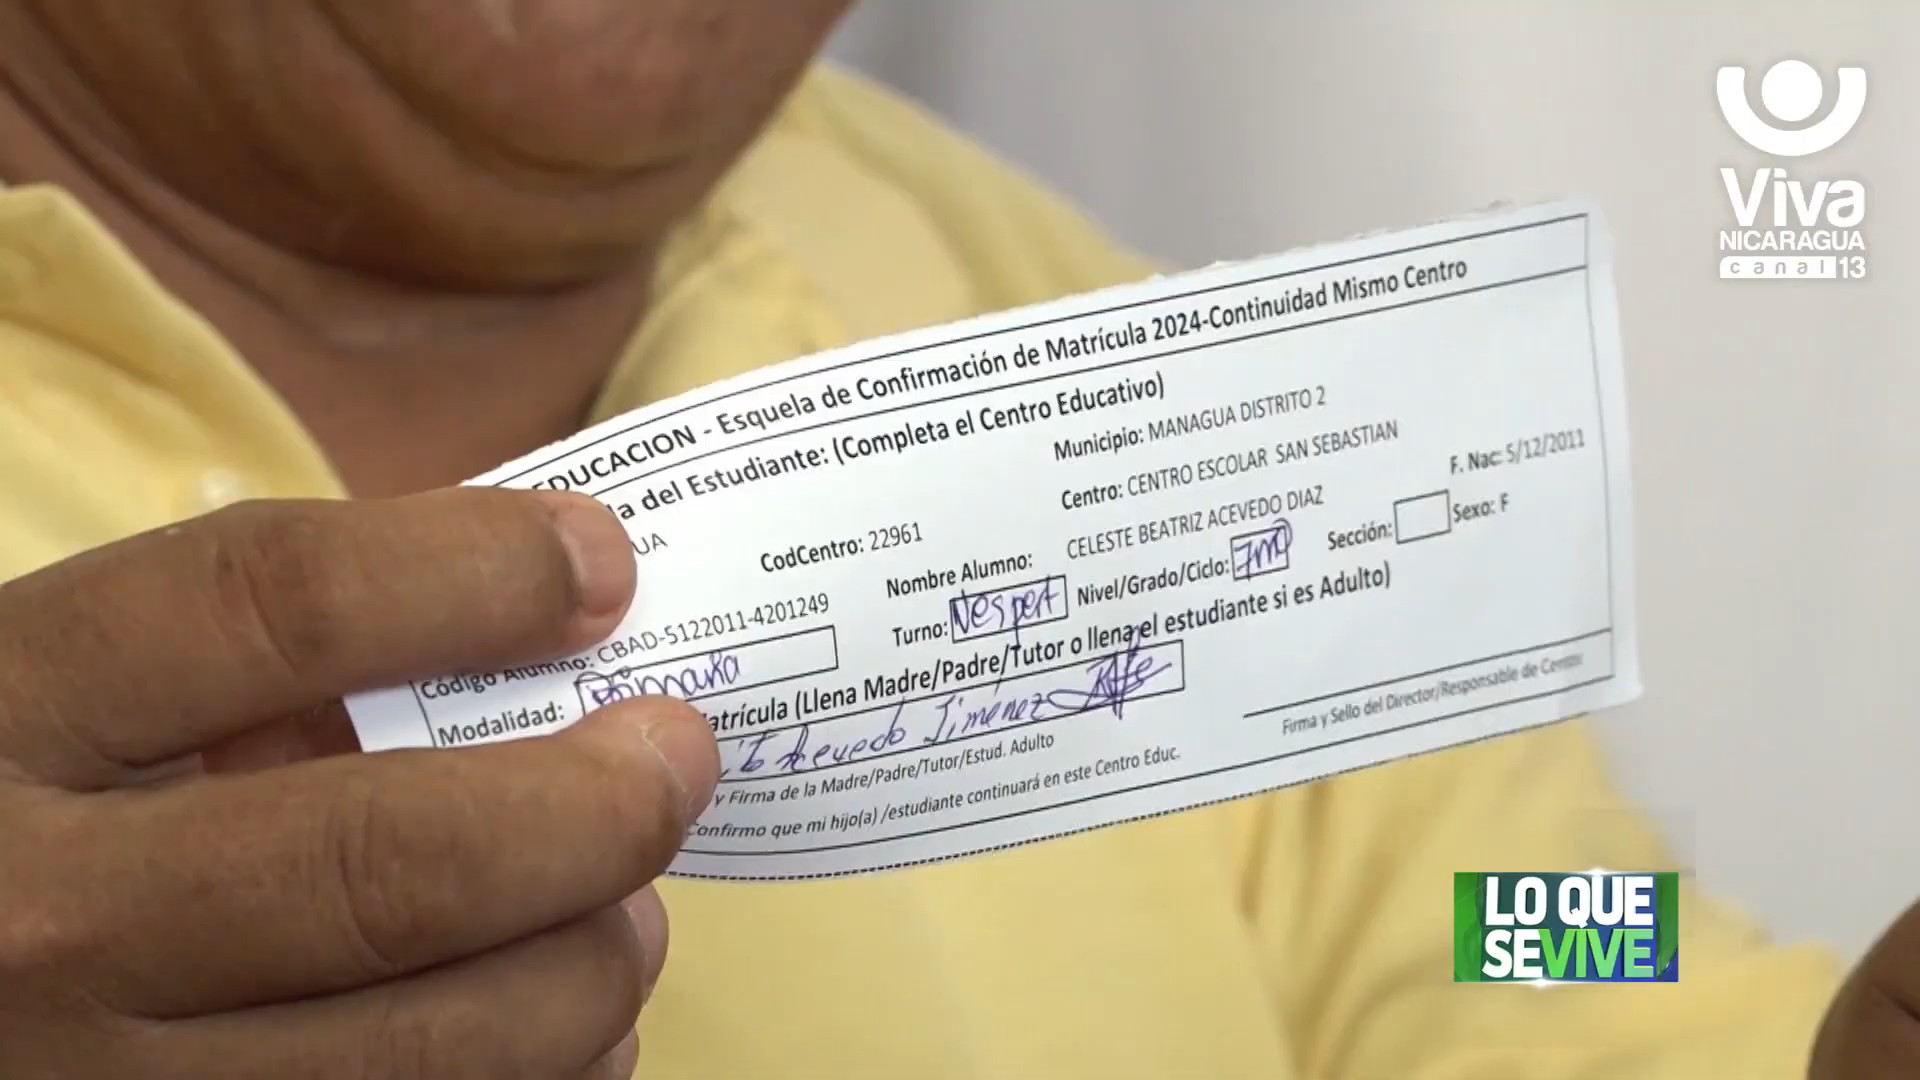 EDUCACION - Esquela de Confirmación de Matrícula 2024-Continuidad Mismo Centro
del Estudiante: (Completa el Centro Educativo)
UA CodCentro: 22961 Municipio: MANAGUA DISTRITO 2
Centro: CENTRO ESCOLAR SAN SEBASTIAN
Código Alumno: CBAD-5122011-4201249 Nombre Alumno: CELESTE BEATRIZ ACEVEDO DIAZ F. Nac: 5/12/2011
Modalidad: Turno: Vespert Nivel/Grado/Ciclo: 7mo Sección: Sexo: F
atrícula (Llena Madre/Padre/Tutor o llena el estudiante si es Adulto)
Acevedo Jiménez
y Firma de la Madre/Padre/Tutor/Estud. Adulto Firma y Sello del Director/Responsable de Centro
Confirmo que mi hijo(a) /estudiante continuará en este Centro Educ.
Viva
NICARAGUA
canal 13
LO QUE
SE VIVE